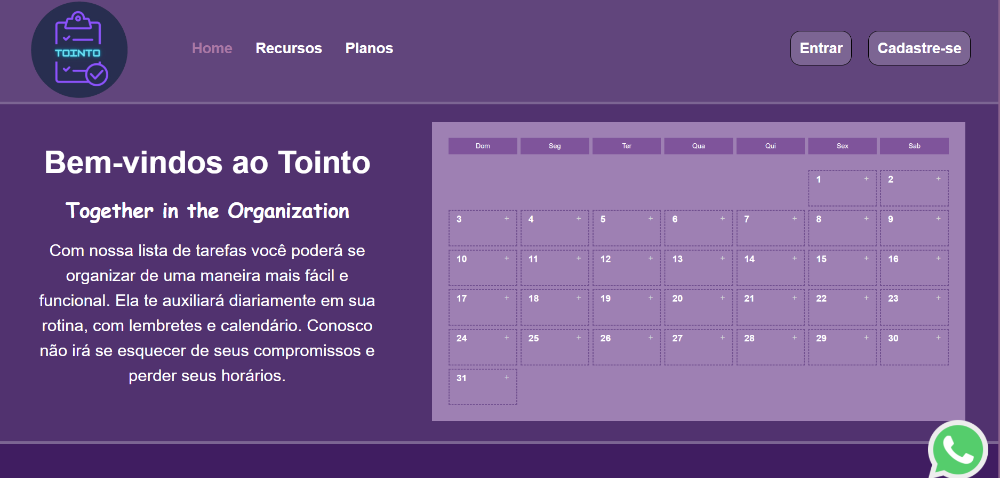 TOINTO
Home Recursos Planos
Entrar Cadastre-se
Bem-vindos ao Tointo
Together in the Organization
Com nossa lista de tarefas você poderá se
organizar de uma maneira mais fácil e
funcional. Ela te auxiliará diariamente em sua
rotina, com lembretes e calendário. Conosco
não irá se esquecer de seus compromissos e
perder seus horários.
Dom Seg Ter Qua Qui Sex Sab
1 + 2 +
3 + 4 + 5 + 6 + 7 + 8 + 9 +
10 + 11 + 12 + 13 + 14 + 15 + 16 +
17 + 18 + 19 + 20 + 21 + 22 + 23 +
24 + 25 + 26 + 27 + 28 + 29 + 30 +
31 +